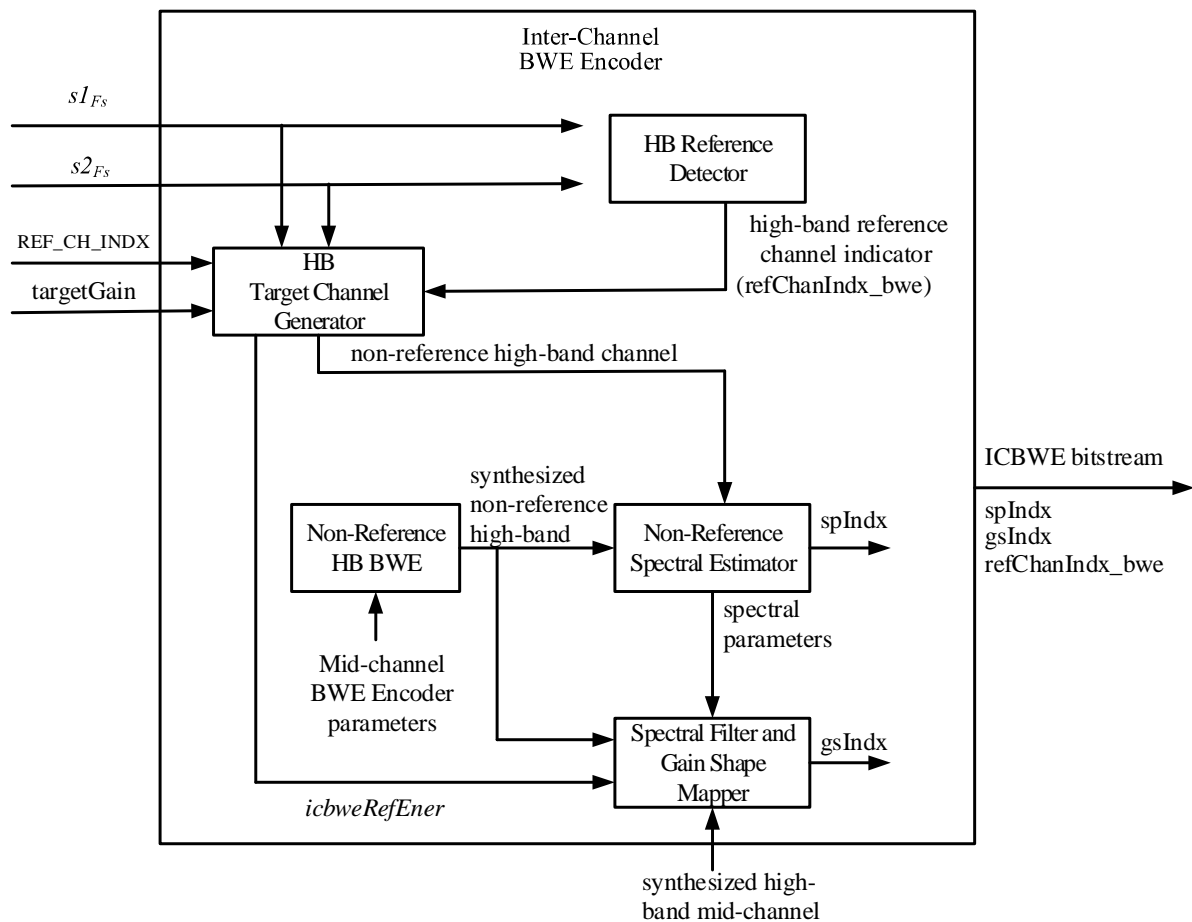 Inter-Channel
BWE Encoder
s1Fs
s2Fs
HB Reference
Detector
REF_CH_INDX
targetGain
HB
Target Channel
Generator
high-band reference
channel indicator
(refChanIndx_bwe)
non-reference high-band channel
synthesized
non-reference
high-band
Non-Reference
HB BWE
Non-Reference
Spectral Estimator
spIndx
ICBWE bitstream
spIndx
gsIndx
refChanIndx_bwe
spectral
parameters
Mid-channel
BWE Encoder
parameters
Spectral Filter and
Gain Shape
Mapper
gsIndx
icbweRefEner
synthesized high-
band mid-channel